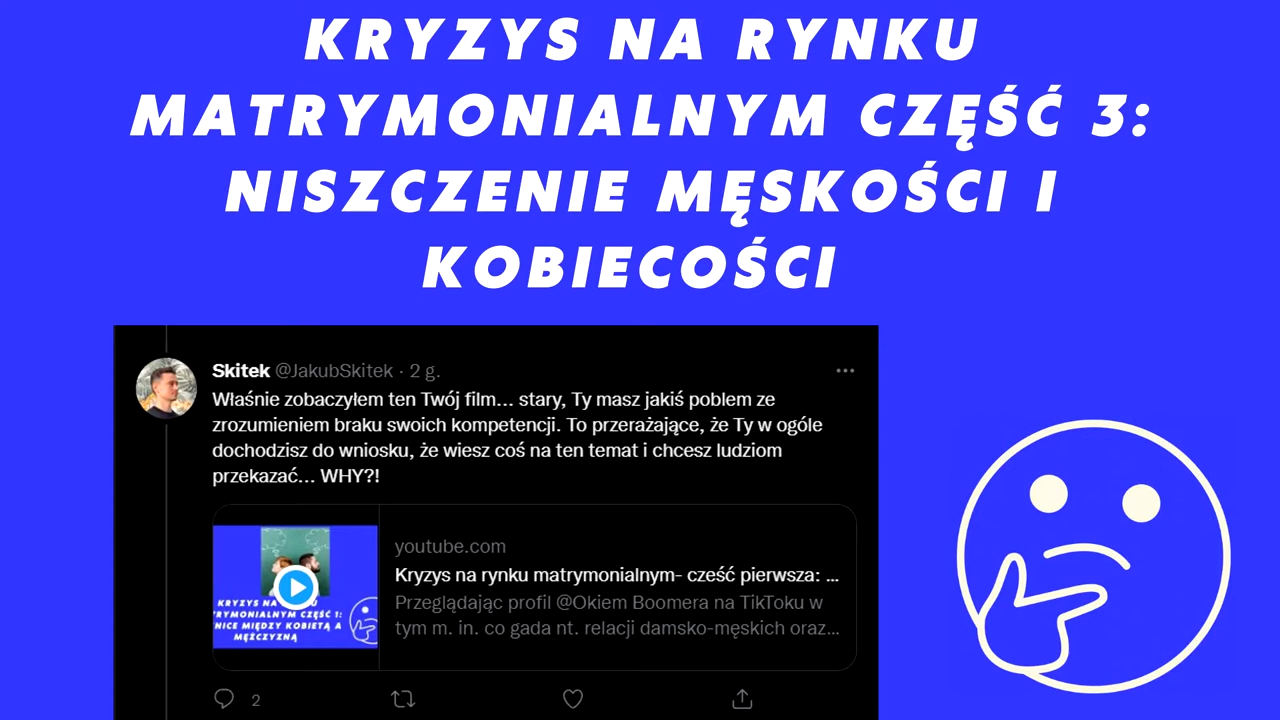 KRYZYS NA RYNKU
MATRYMONIALNYM CZĘŚĆ 3:
NISZCZENIE MĘSKOŚCI I
KOBIECOŚCI
Skitek @JakubSkitek · 2 g.
Właśnie zobaczyłem ten Twój film... stary, Ty masz jakiś poblem ze
zrozumieniem braku swoich kompetencji. To przerażające, że Ty w ogóle
dochodzisz do wniosku, że wiesz coś na ten temat i chcesz ludziom
przekazać... WHY?!
youtube.com
Kryzys na rynku matrymonialnym- cześć pierwsza: ...
Przeglądając profil @Okiem Boomera na TikToku w
tym m. in. co gada nt. relacji damsko-męskich oraz...
KRYZYS NA
RYMONIALNYM CZĘŚĆ 1:
NICE MIĘDZY KOBIETĄ A
MĘŻCZYZNĄ
2